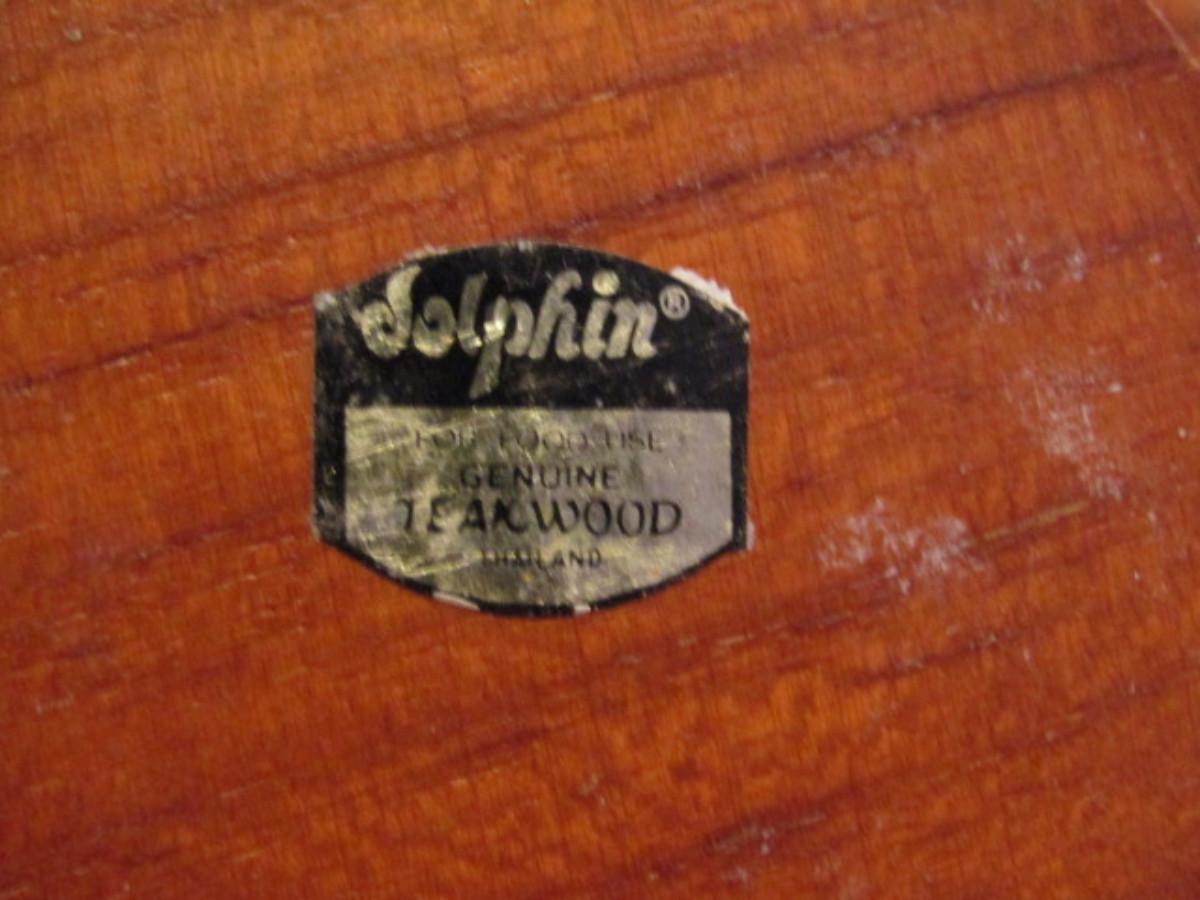 Dolphin®
FOR FOOD USE
GENUINE
TEAKWOOD
THAILAND